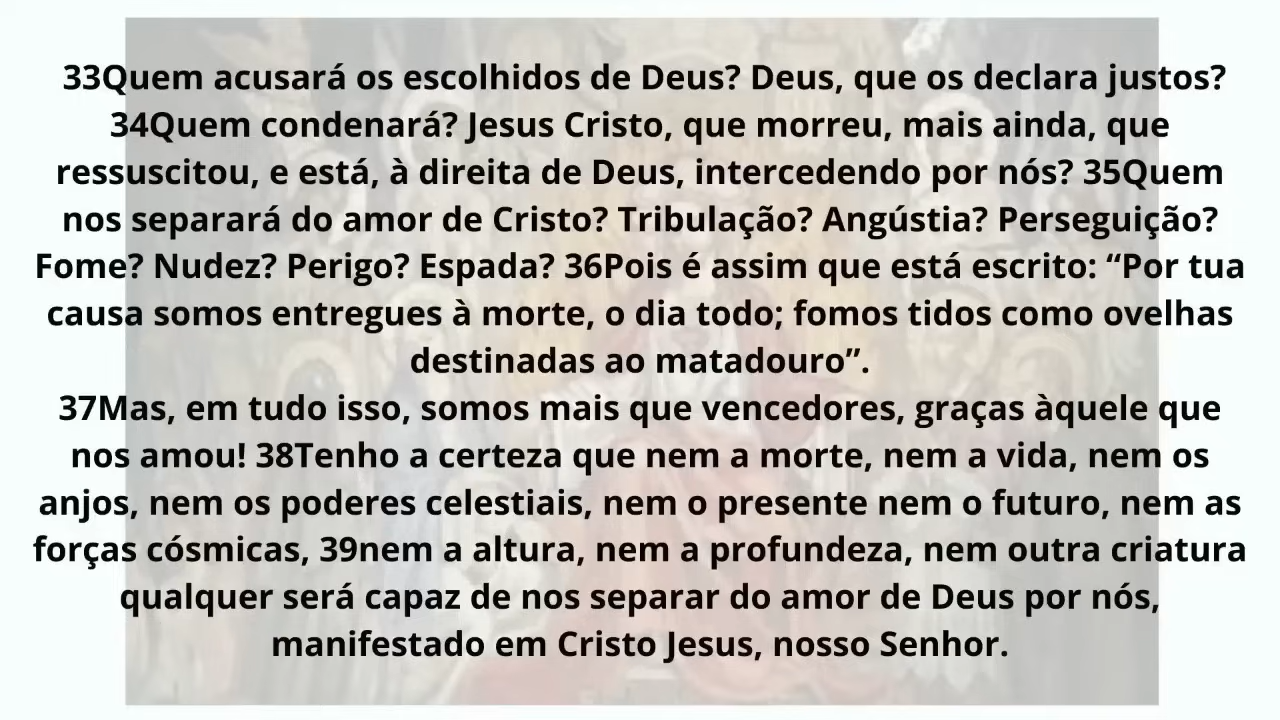 33Quem acusará os escolhidos de Deus? Deus, que os declara justos?
34Quem condenará? Jesus Cristo, que morreu, mais ainda, que
ressuscitou, e está, à direita de Deus, intercedendo por nós? 35Quem
nos separará do amor de Cristo? Tribulação? Angústia? Perseguição?
Fome? Nudez? Perigo? Espada? 36Pois é assim que está escrito: “Por tua
causa somos entregues à morte, o dia todo; fomos tidos como ovelhas
destinadas ao matadouro”.
37Mas, em tudo isso, somos mais que vencedores, graças àquele que
nos amou! 38Tenho a certeza que nem a morte, nem a vida, nem os
anjos, nem os poderes celestiais, nem o presente nem o futuro, nem as
forças cósmicas, 39nem a altura, nem a profundeza, nem outra criatura
qualquer será capaz de nos separar do amor de Deus por nós,
manifestado em Cristo Jesus, nosso Senhor.